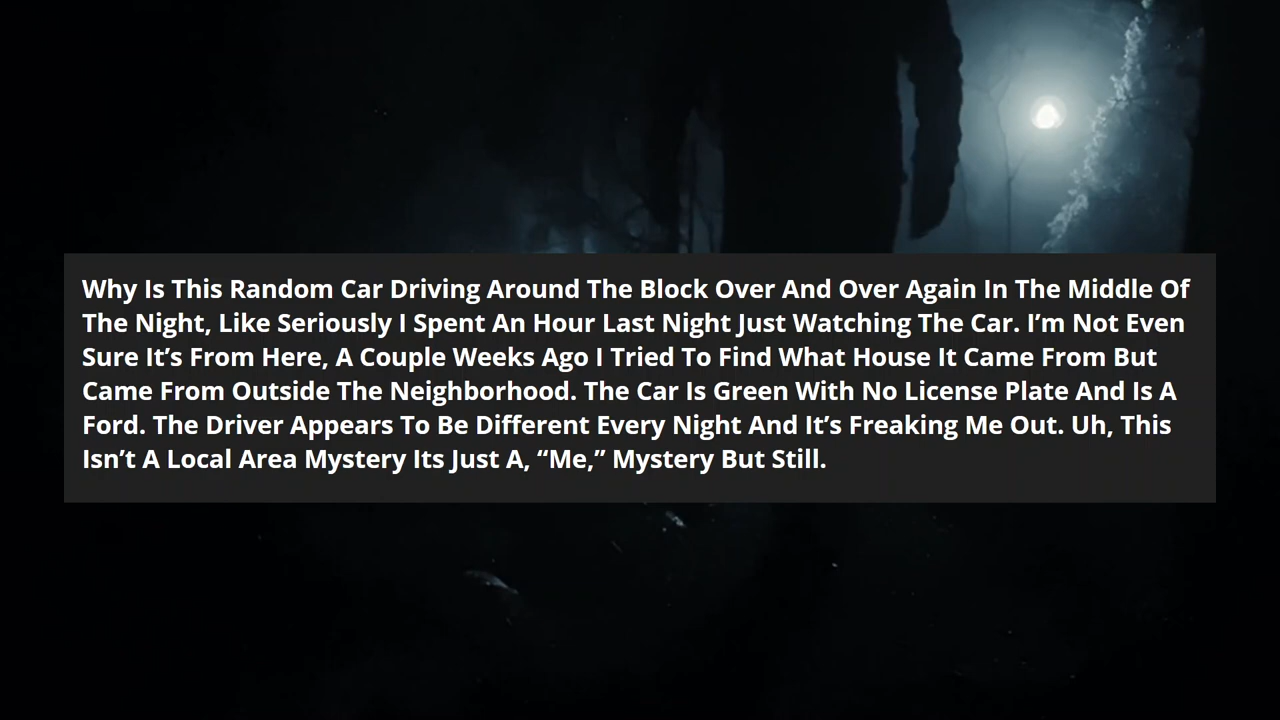 Why Is This Random Car Driving Around The Block Over And Over Again In The Middle Of
The Night, Like Seriously I Spent An Hour Last Night Just Watching The Car. I’m Not Even
Sure It’s From Here, A Couple Weeks Ago I Tried To Find What House It Came From But
Came From Outside The Neighborhood. The Car Is Green With No License Plate And Is A
Ford. The Driver Appears To Be Different Every Night And It’s Freaking Me Out. Uh, This
Isn’t A Local Area Mystery Its Just A, “Me,” Mystery But Still.